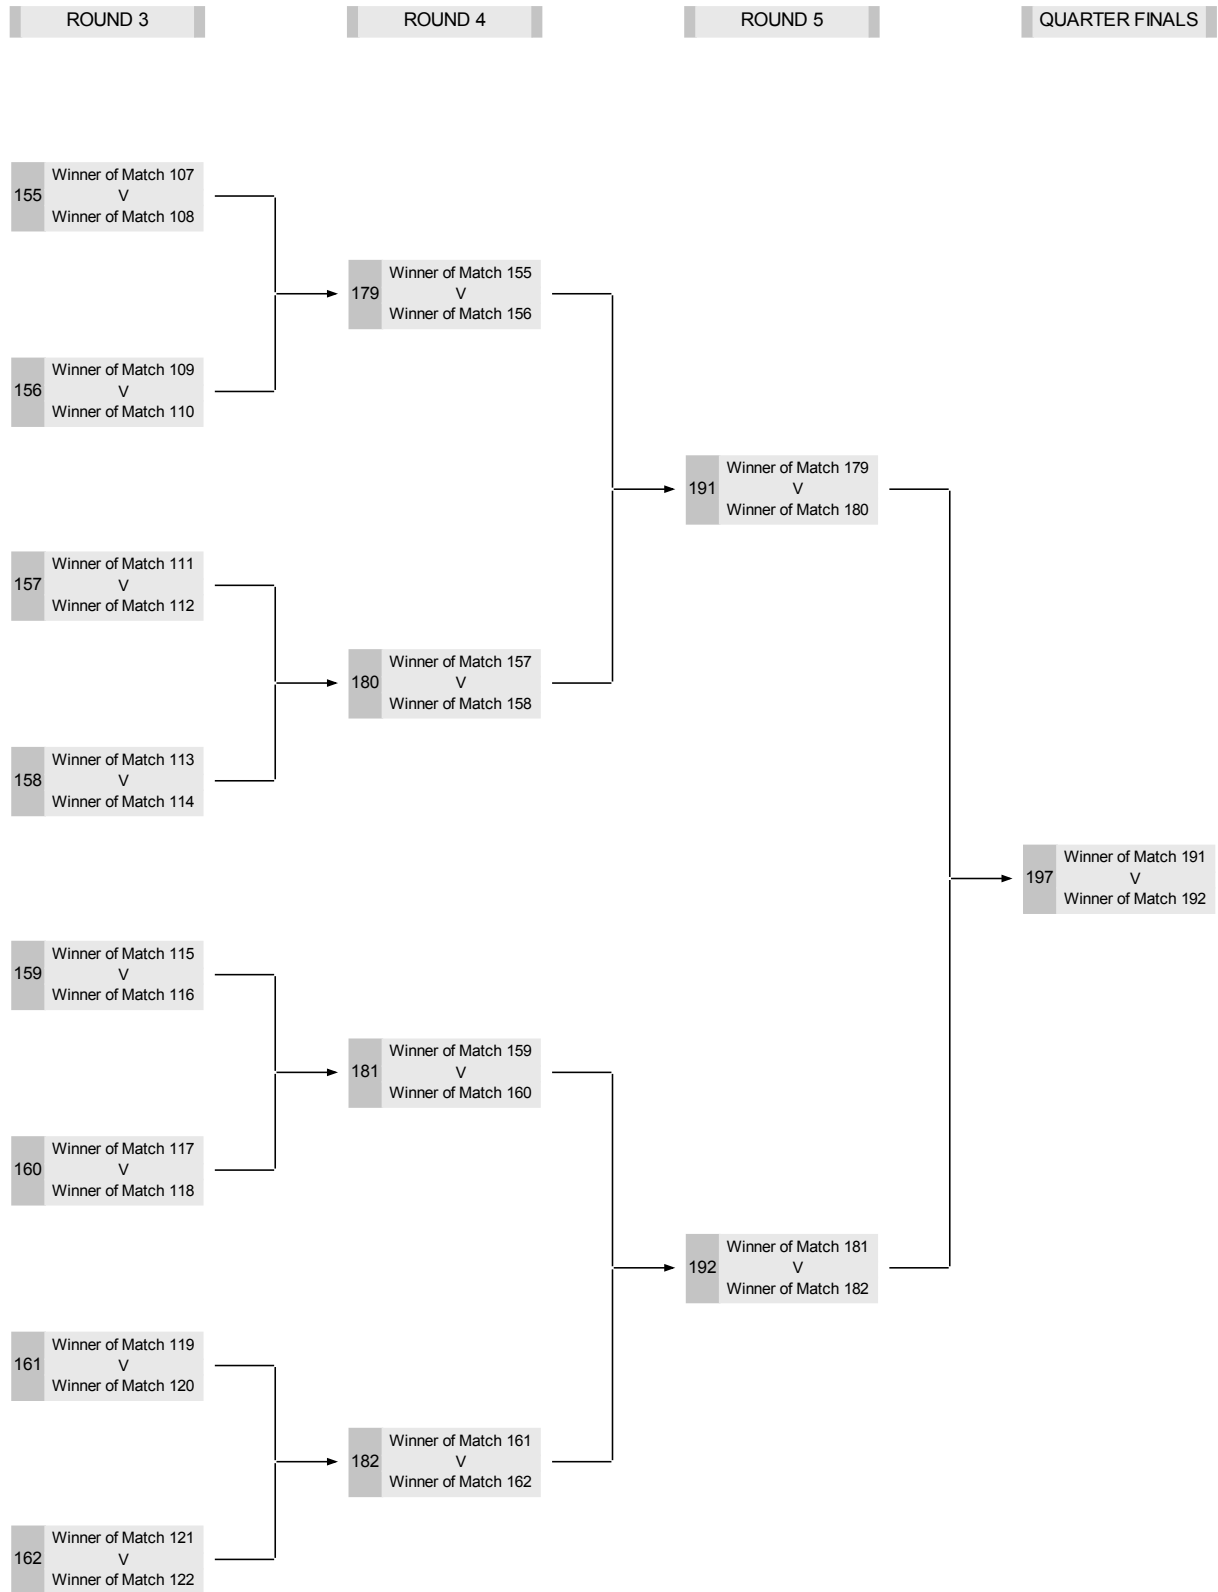 ROUND 3
ROUND 4
ROUND 5
QUARTER FINALS
155
Winner of Match 107
V
Winner of Match 108
156
Winner of Match 109
V
Winner of Match 110
157
Winner of Match 111
V
Winner of Match 112
158
Winner of Match 113
V
Winner of Match 114
159
Winner of Match 115
V
Winner of Match 116
160
Winner of Match 117
V
Winner of Match 118
161
Winner of Match 119
V
Winner of Match 120
162
Winner of Match 121
V
Winner of Match 122
179
Winner of Match 155
V
Winner of Match 156
180
Winner of Match 157
V
Winner of Match 158
181
Winner of Match 159
V
Winner of Match 160
182
Winner of Match 161
V
Winner of Match 162
191
Winner of Match 179
V
Winner of Match 180
192
Winner of Match 181
V
Winner of Match 182
197
Winner of Match 191
V
Winner of Match 192